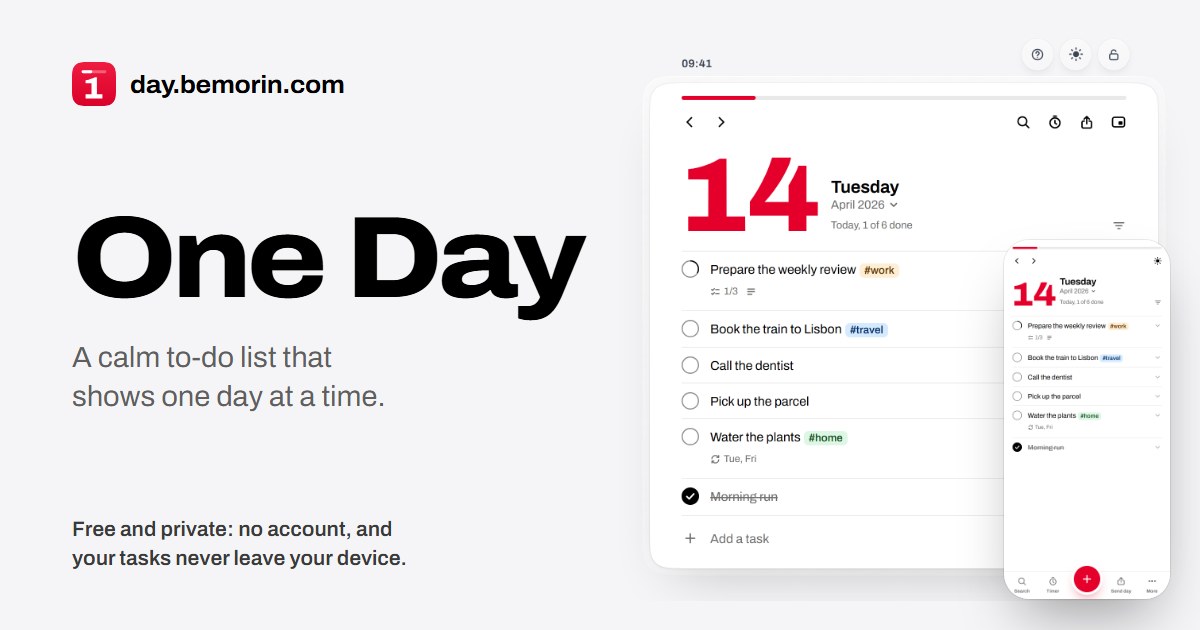 1 day.bemorin.com
One Day
A calm to-do list that
shows one day at a time.
Free and private: no account, and
your tasks never leave your device.
09:41
14
Tuesday
April 2026
Today, 1 of 6 done
Prepare the weekly review #work
1/3
Book the train to Lisbon #travel
Call the dentist
Pick up the parcel
Water the plants #home
Tue, Fri
Morning run
+ Add a task
14
Tuesday
April 2026
Today, 1 of 6 done
Prepare the weekly review #work
1/3
Book the train to Lisbon #travel
Call the dentist
Pick up the parcel
Water the plants #home
Tue, Fri
Morning run
Search Timer + Send day More